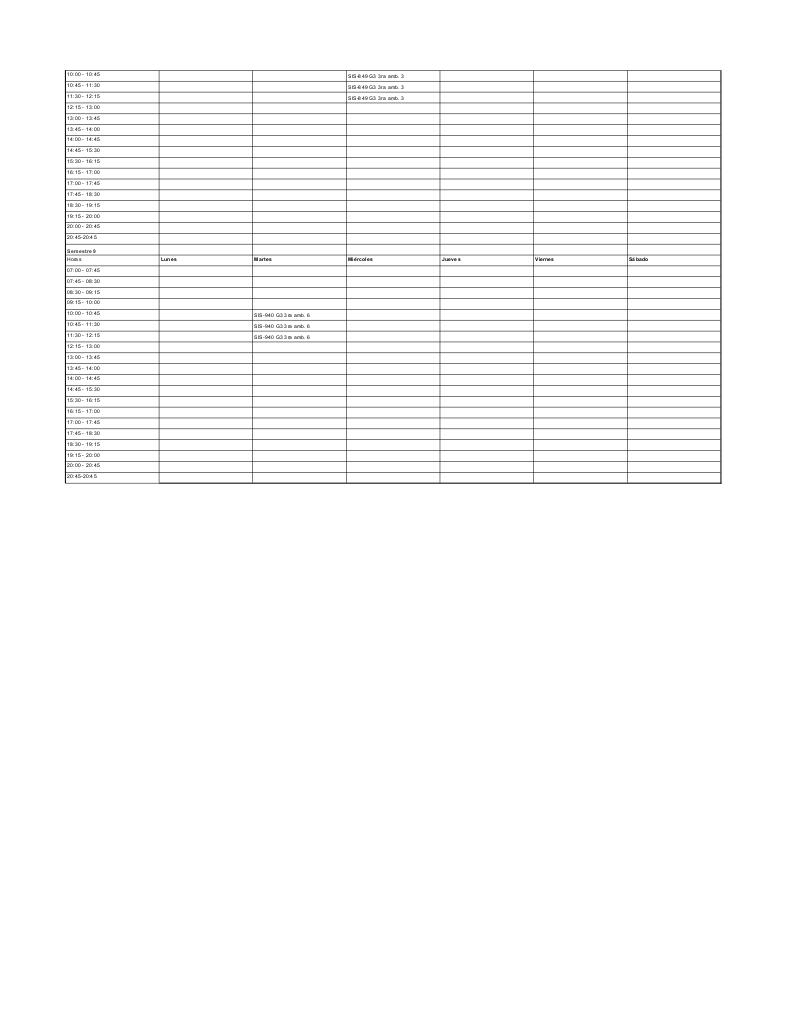 10:00 - 10:45 SIS-849 G3 3ra amb. 3
10:45 - 11:30 SIS-849 G3 3ra amb. 3
11:30 - 12:15 SIS-849 G3 3ra amb. 3
12:15 - 13:00
13:00 - 13:45
13:45 - 14:00
14:00 - 14:45
14:45 - 15:30
15:30 - 16:15
16:15 - 17:00
17:00 - 17:45
17:45 - 18:30
18:30 - 19:15
19:15 - 20:00
20:00 - 20:45
20:45-20:45
Semestre 9
Horas Lunes Martes Miércoles Jueves Viernes Sábado
07:00 - 07:45
07:45 - 08:30
08:30 - 09:15
09:15 - 10:00
10:00 - 10:45 SIS-940 G3 3ra amb. 6
10:45 - 11:30 SIS-940 G3 3ra amb. 6
11:30 - 12:15 SIS-940 G3 3ra amb. 6
12:15 - 13:00
13:00 - 13:45
13:45 - 14:00
14:00 - 14:45
14:45 - 15:30
15:30 - 16:15
16:15 - 17:00
17:00 - 17:45
17:45 - 18:30
18:30 - 19:15
19:15 - 20:00
20:00 - 20:45
20:45-20:45